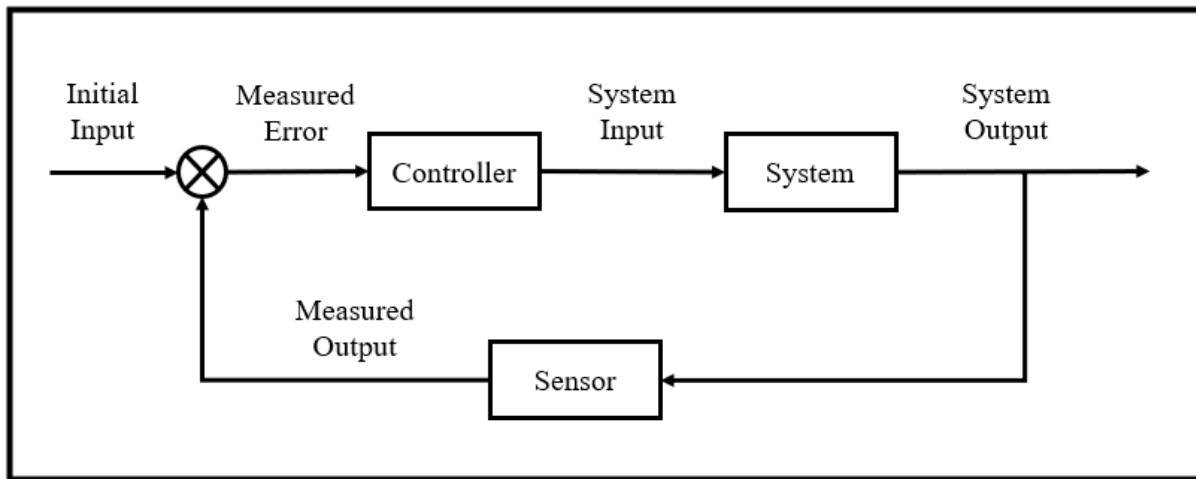 Initial
Input
Measured
Error
Controller
System
Input
System
System
Output
Measured
Output
Sensor